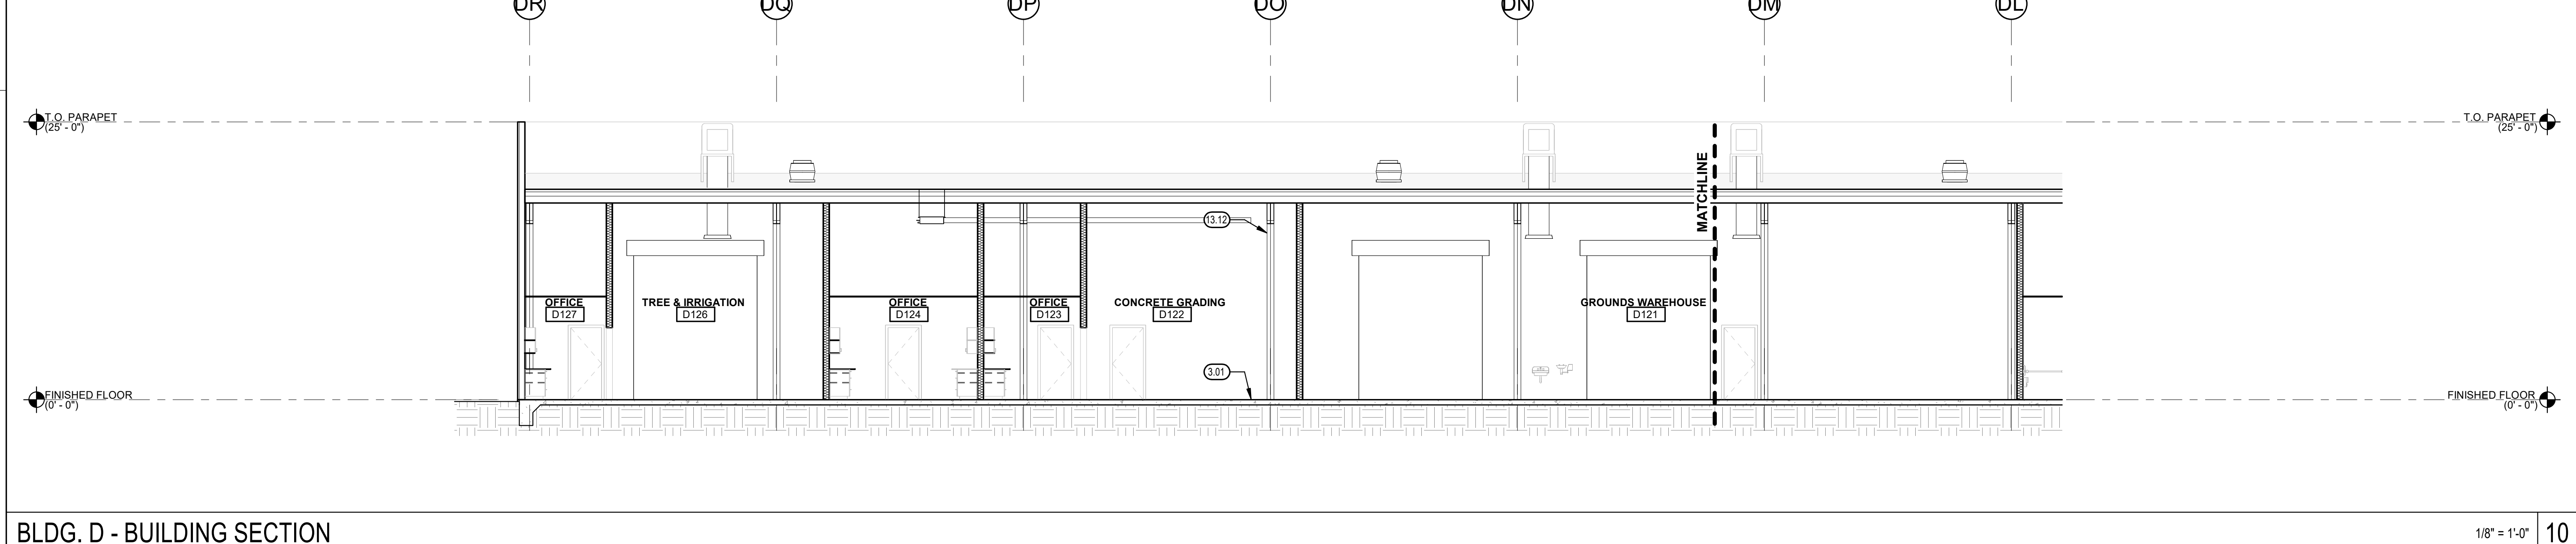 DR
DQ
DP
DO
DN
DM
DL
T.O. PARAPET
(25' - 0")
T.O. PARAPET
(25' - 0")
MATCHLINE
13.12
OFFICE
D127
TREE & IRRIGATION
D126
OFFICE
D124
OFFICE
D123
CONCRETE GRADING
D122
GROUNDS WAREHOUSE
D121
3.01
FINISHED FLOOR
(0' - 0")
FINISHED FLOOR
(0' - 0")
BLDG. D - BUILDING SECTION
1/8" = 1'-0"
10